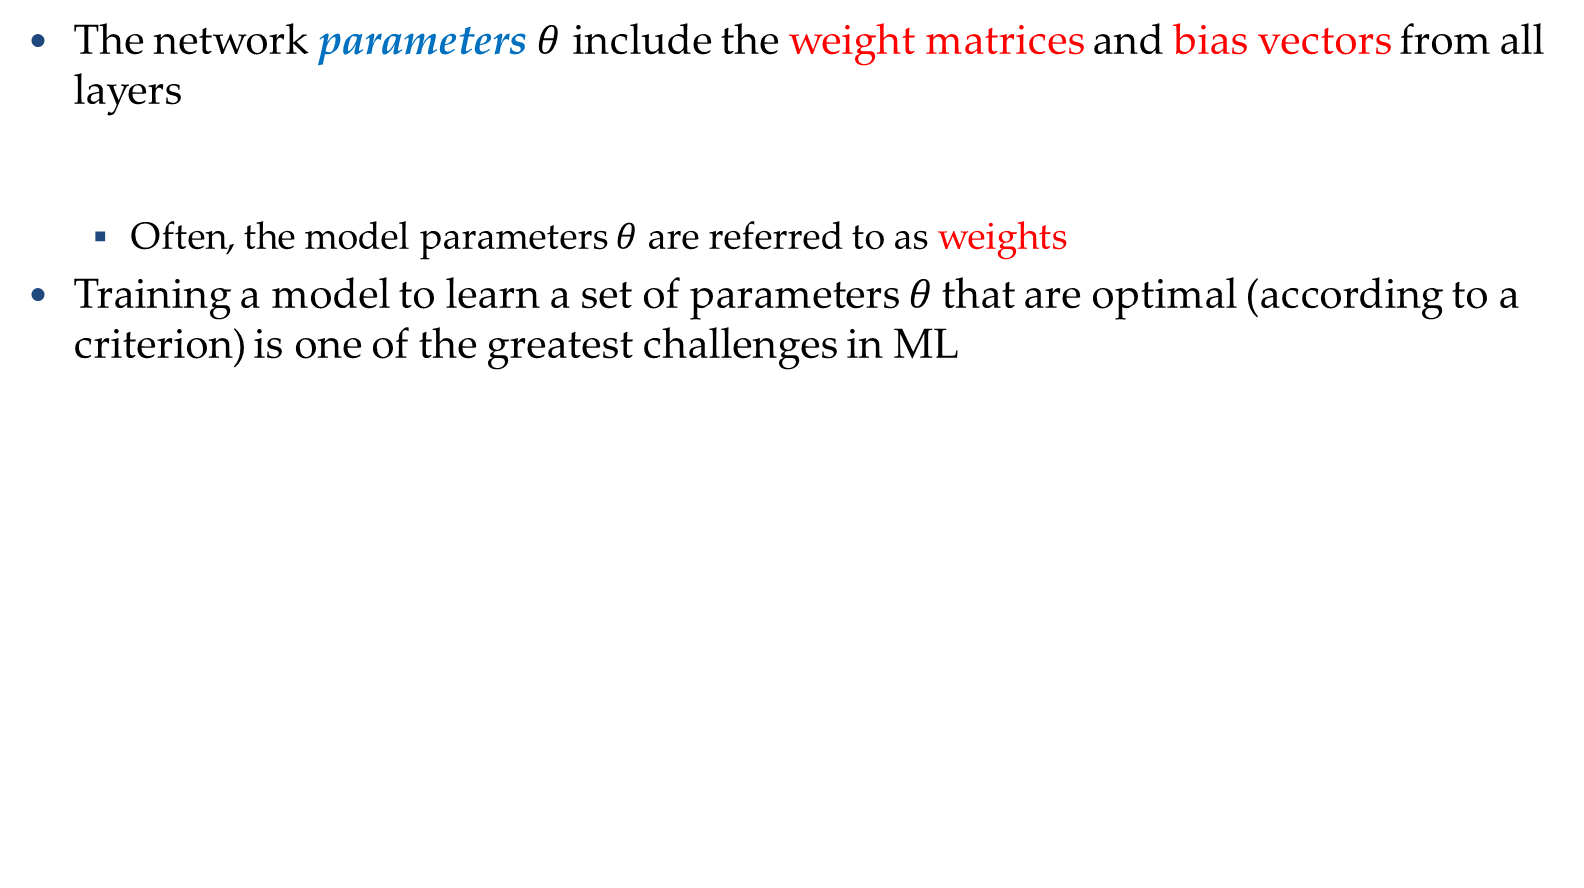 • The network parameters θ include the weight matrices and bias vectors from all
layers
▪ Often, the model parameters θ are referred to as weights
• Training a model to learn a set of parameters θ that are optimal (according to a
criterion) is one of the greatest challenges in ML